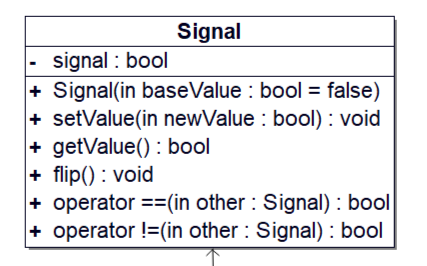 Signal
- signal : bool
+ Signal(in baseValue : bool = false)
+ setValue(in newValue : bool) : void
+ getValue() : bool
+ flip() : void
+ operator ==(in other : Signal) : bool
+ operator !=(in other : Signal) : bool